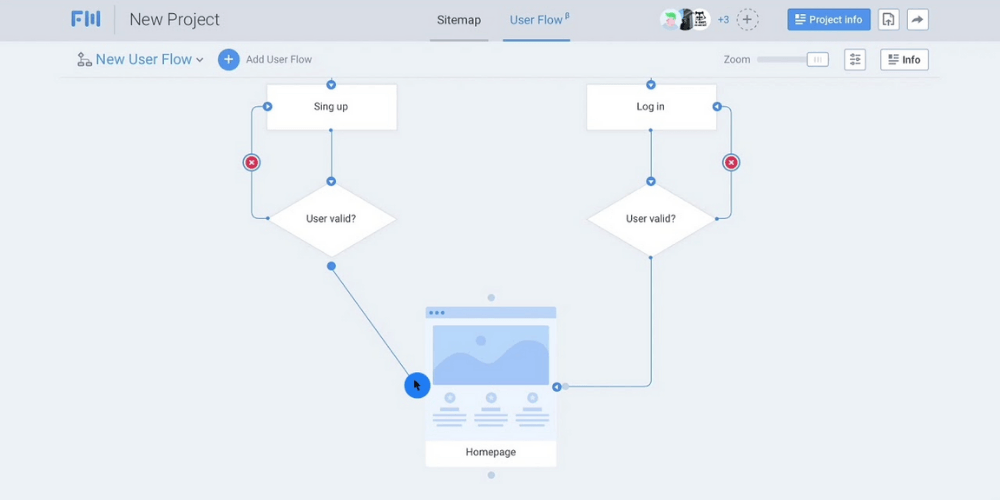 FM New Project
Sitemap
User Flow β
+3
Project info
New User Flow
Add User Flow
Zoom
Info
Sing up
Log in
User valid?
User valid?
Homepage